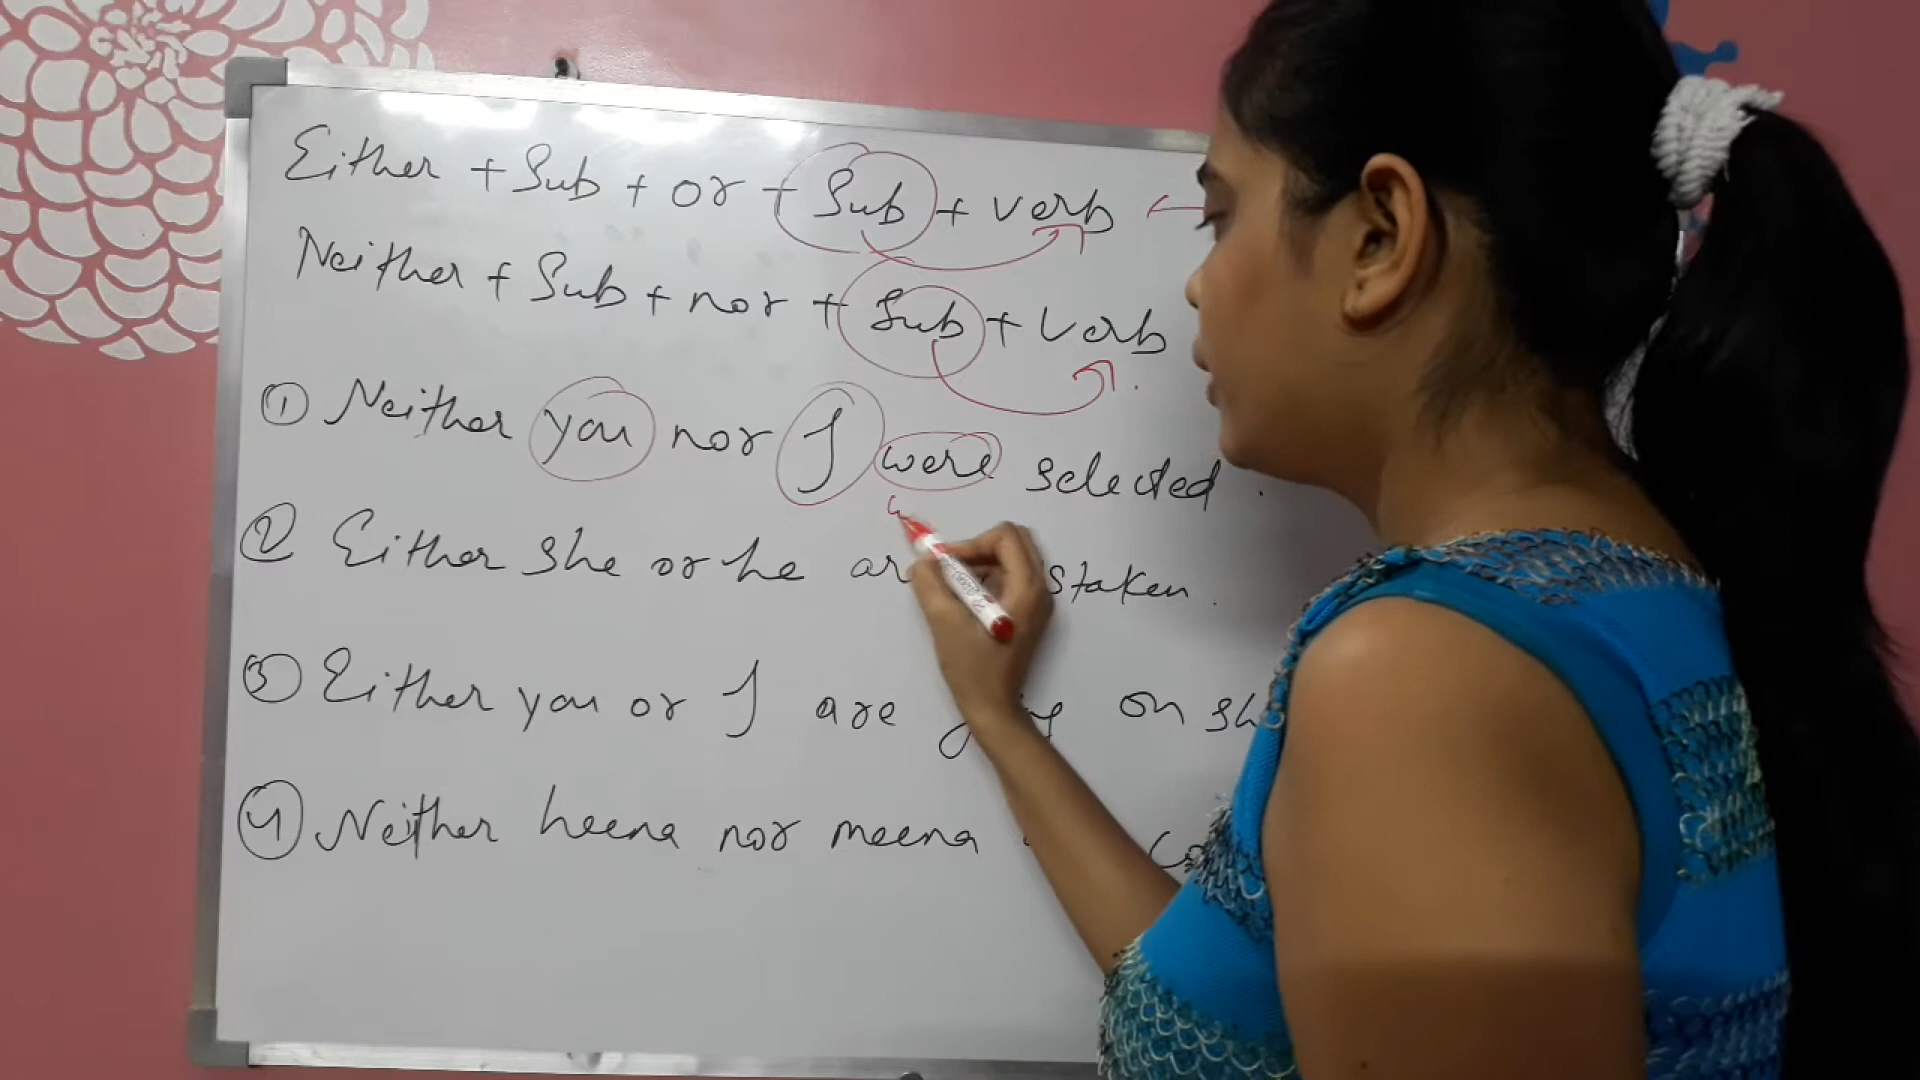 Either + Sub + or + Sub + verb
Neither + Sub + nor + Sub + Verb
① Neither you nor I were selected.
② Either she or he
③ Either you or I are on
④ Neither heena nor meena